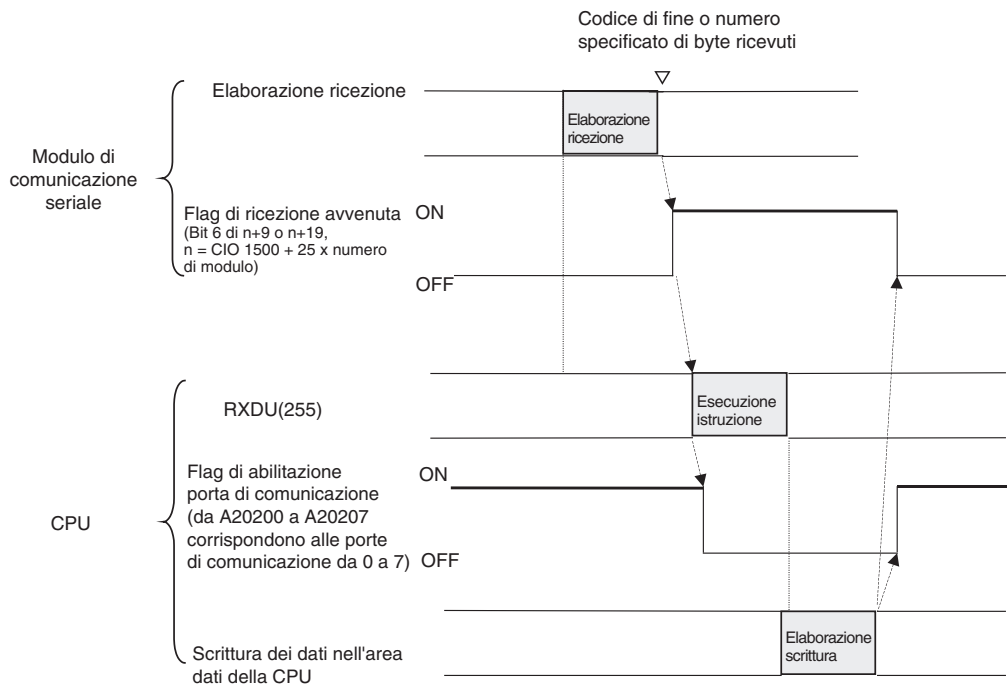 Codice di fine o numero
specificato di byte ricevuti
Elaborazione ricezione
Elaborazione
ricezione
Modulo di
comunicazione
seriale
Flag di ricezione avvenuta
(Bit 6 di n+9 o n+19,
n = CIO 1500 + 25 x numero
di modulo)
ON
OFF
RXDU(255)
Esecuzione
istruzione
CPU
Flag di abilitazione
porta di comunicazione
(da A20200 a A20207
corrispondono alle porte
di comunicazione da 0 a 7)
ON
OFF
Elaborazione
scrittura
Scrittura dei dati nell'area
dati della CPU